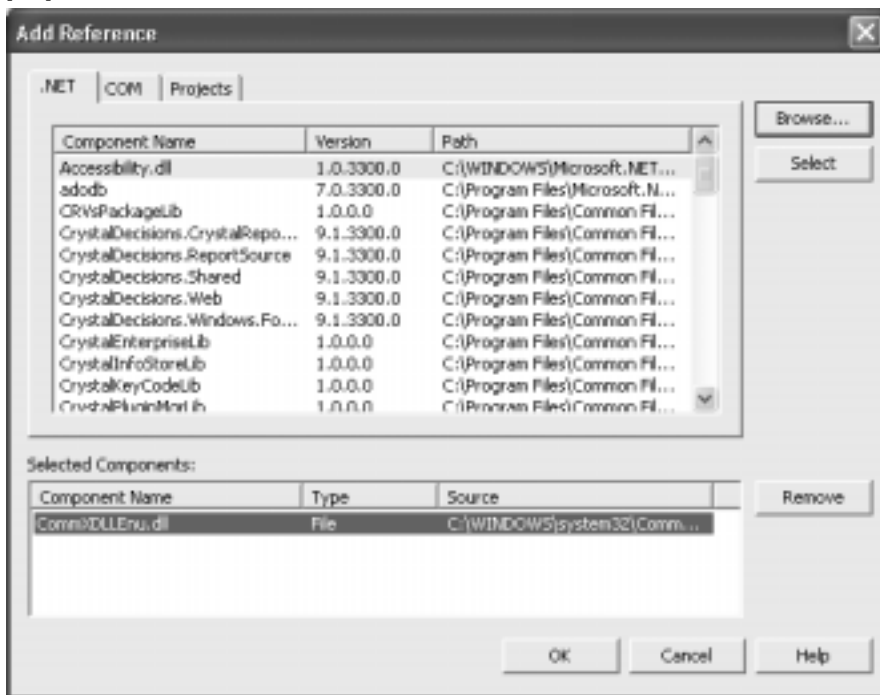 Add Reference
.NET COM Projects
Browse...
Component Name Version Path
Select
Accessibility.dll 1.0.3300.0 C:\WINDOWS\Microsoft.NET...
adodb 7.0.3300.0 C:\Program Files\Microsoft.N...
CRVsPackageLib 1.0.0.0 C:\Program Files\Common Fil...
CrystalDecisions.CrystalRepo... 9.1.3300.0 C:\Program Files\Common Fil...
CrystalDecisions.ReportSource 9.1.3300.0 C:\Program Files\Common Fil...
CrystalDecisions.Shared 9.1.3300.0 C:\Program Files\Common Fil...
CrystalDecisions.Web 9.1.3300.0 C:\Program Files\Common Fil...
CrystalDecisions.Windows.Fo... 9.1.3300.0 C:\Program Files\Common Fil...
CrystalEnterpriseLib 1.0.0.0 C:\Program Files\Common Fil...
CrystalInfoStoreLib 1.0.0.0 C:\Program Files\Common Fil...
CrystalKeyCodeLib 1.0.0.0 C:\Program Files\Common Fil...
CrystalPluginMgrLib 1.0.0.0 C:\Program Files\Common Fil...
Selected Components:
Component Name Type Source
Remove
CommXDLLEnu.dll File C:\WINDOWS\system32\Comm...
OK Cancel Help